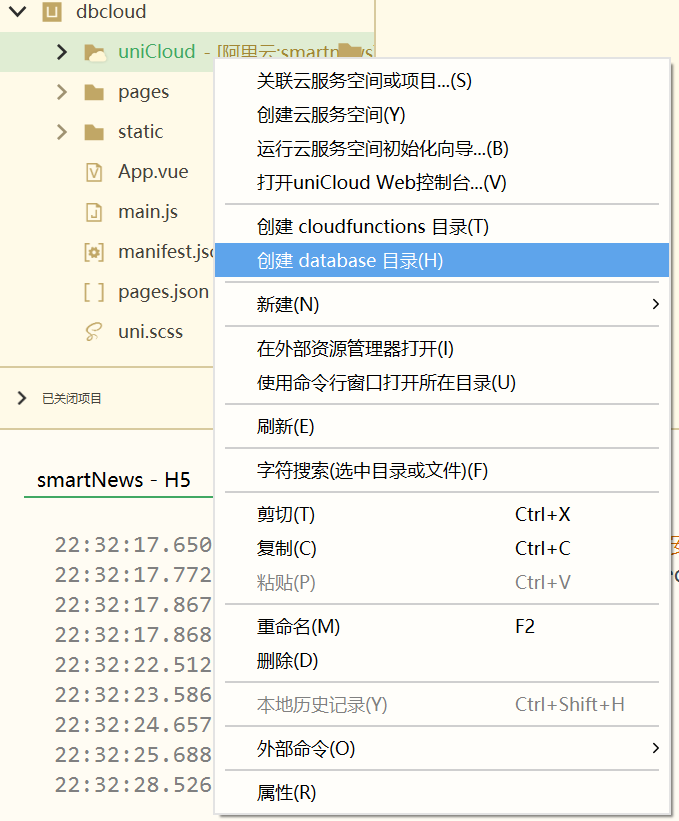 dbcloud
uniCloud - [阿里云:smartnews
pages
static
App.vue
main.js
manifest.jso
pages.json
uni.scss
已关闭项目
smartNews - H5
22:32:17.650
22:32:17.772
22:32:17.867
22:32:17.868
22:32:22.512
22:32:23.586
22:32:24.657
22:32:25.688
22:32:28.526
关联云服务空间或项目...(S)
创建云服务空间(Y)
运行云服务空间初始化向导...(B)
打开uniCloud Web控制台...(V)
创建 cloudfunctions 目录(T)
创建 database 目录(H)
新建(N)
在外部资源管理器打开(I)
使用命令行窗口打开所在目录(U)
刷新(E)
字符搜索(选中目录或文件)(F)
剪切(T) Ctrl+X
复制(C) Ctrl+C
粘贴(P) Ctrl+V
重命名(M) F2
删除(D)
本地历史记录(Y) Ctrl+Shift+H
外部命令(O)
属性(R)